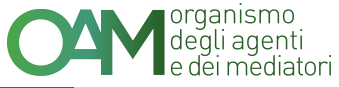 OAM
organismo
degli agenti
e dei mediatori